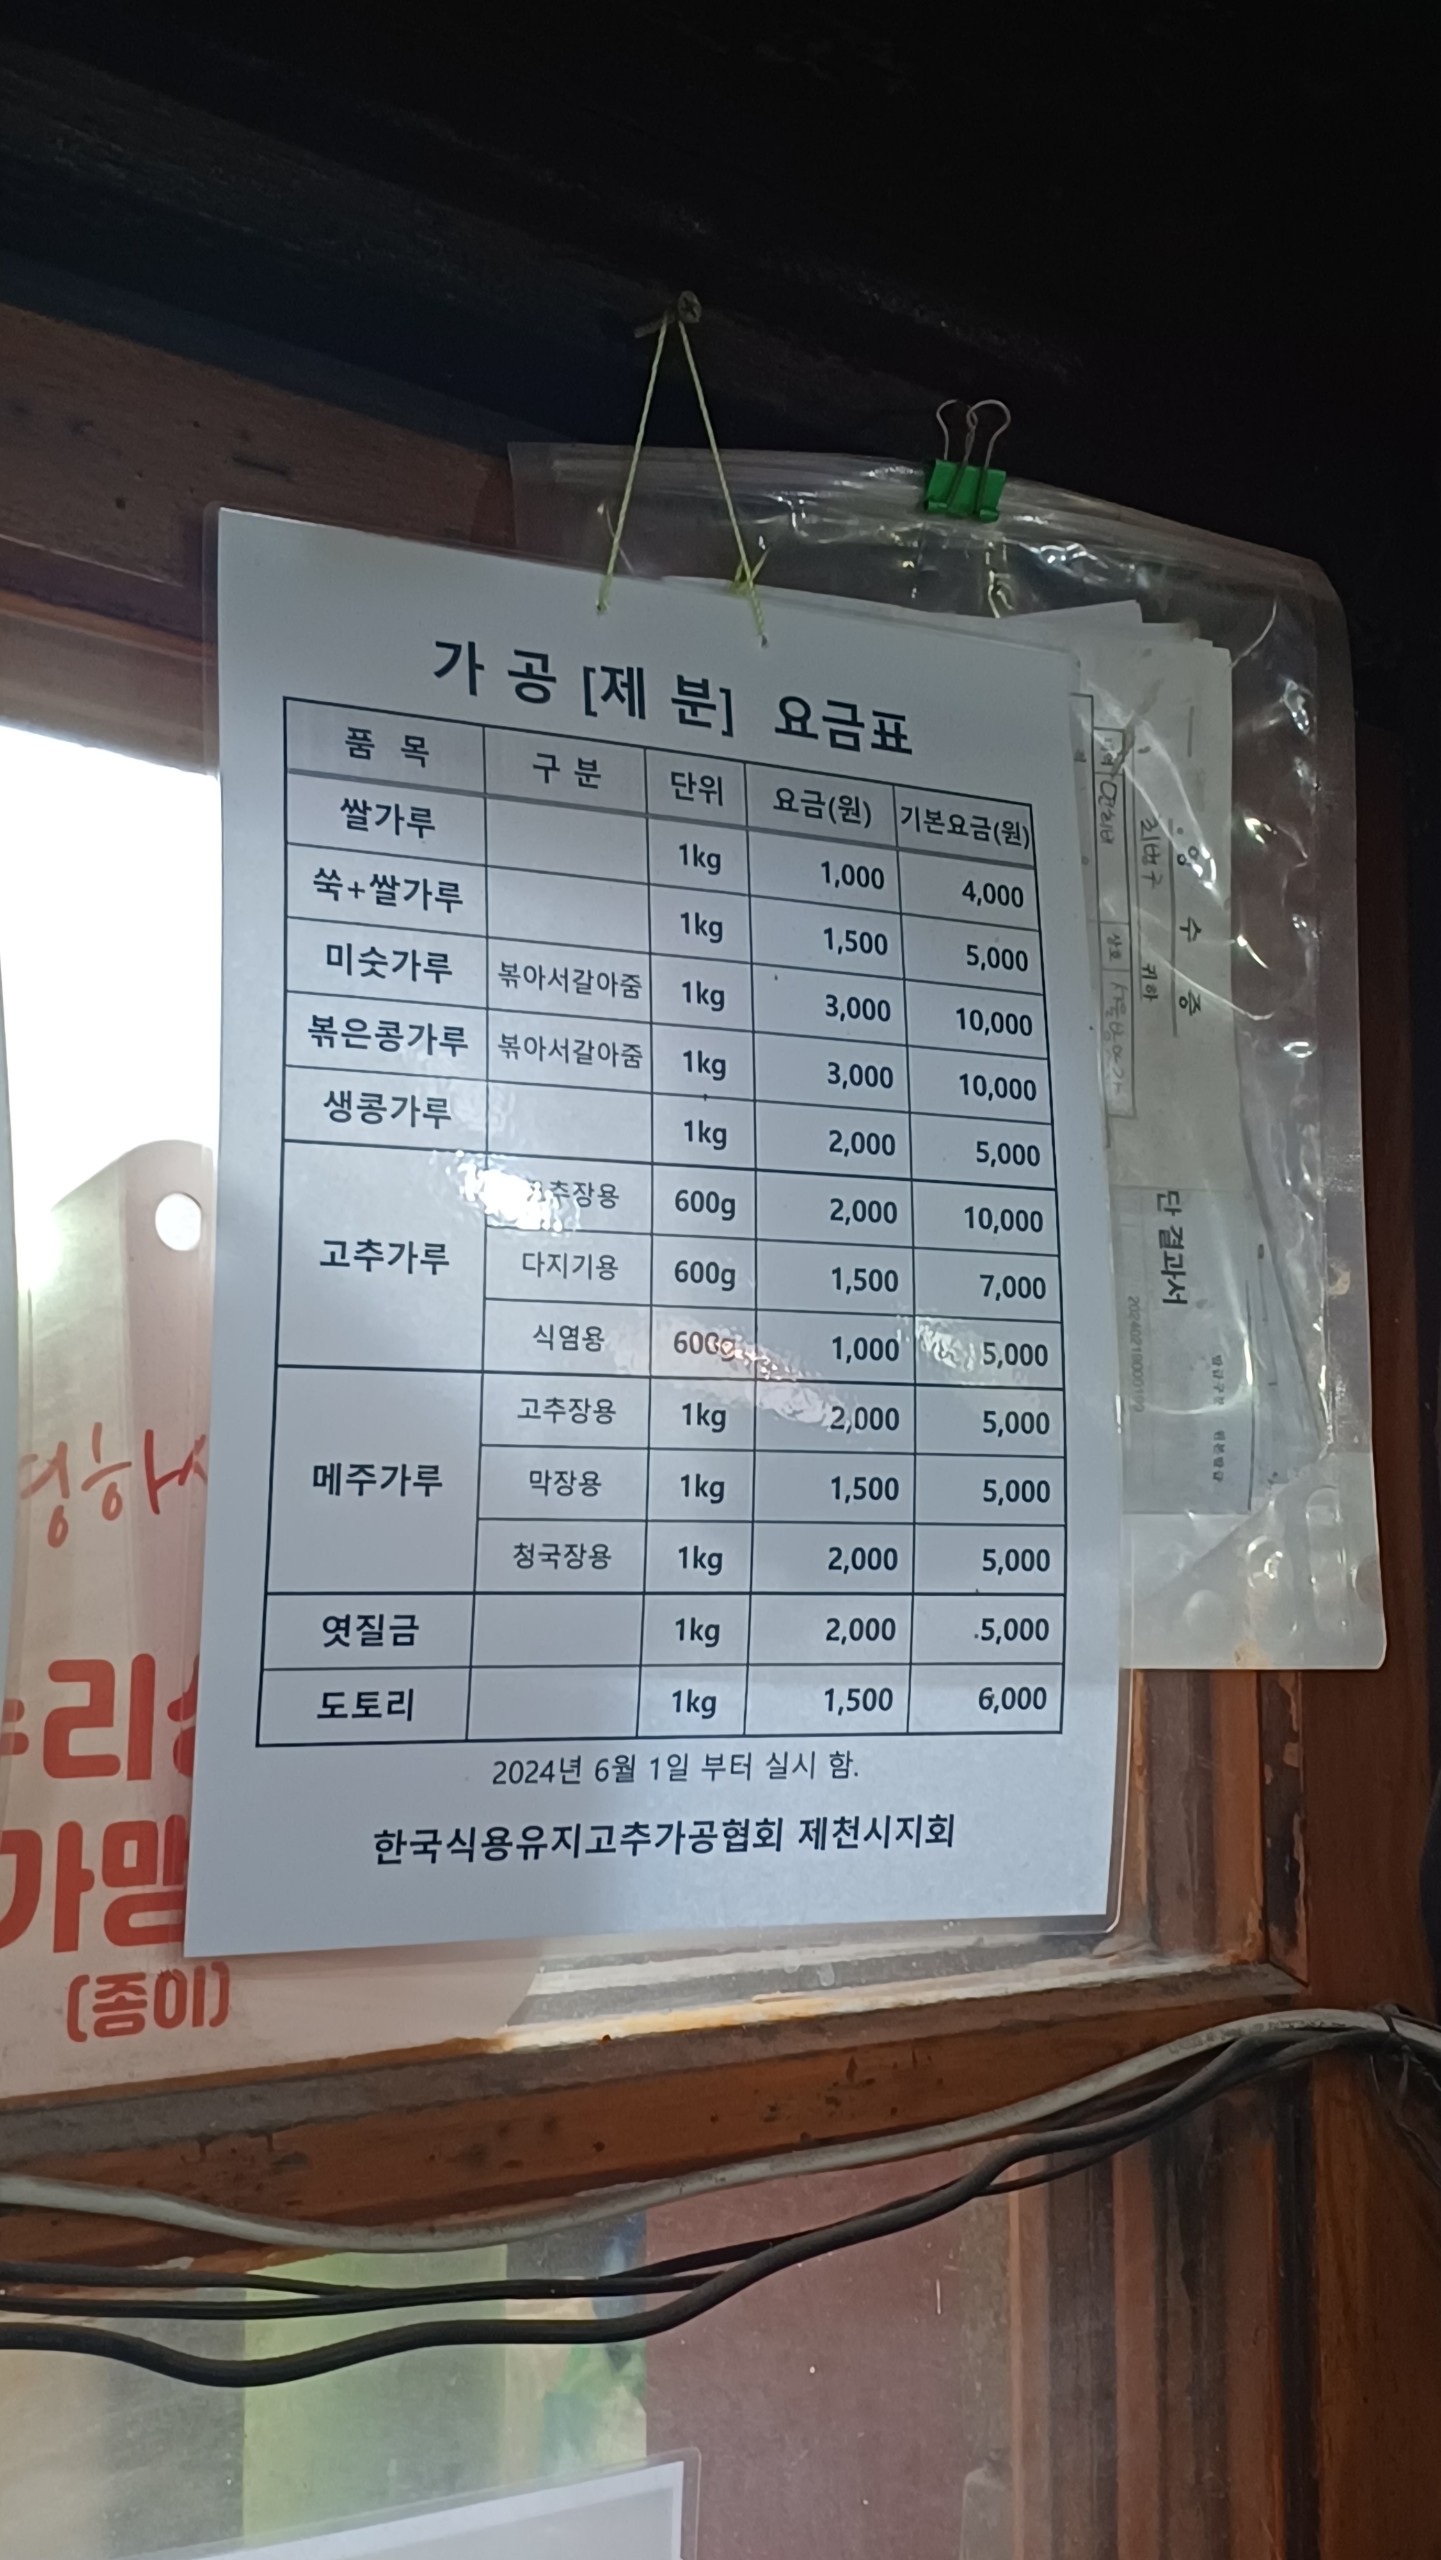 가 공 [제 분] 요금표
품 목 구 분 단위 요금(원) 기본요금(원)
쌀가루 1kg 1,000 4,000
쑥+쌀가루 1kg 1,500 5,000
미숫가루 볶아서갈아줌 1kg 3,000 10,000
볶은콩가루 볶아서갈아줌 1kg 3,000 10,000
생콩가루 1kg 2,000 5,000
고추가루
고추장용 600g 2,000 10,000
다지기용 600g 1,500 7,000
식염용 600g 1,000 5,000
메주가루
고추장용 1kg 2,000 5,000
막장용 1kg 1,500 5,000
청국장용 1kg 2,000 5,000
엿질금 1kg 2,000 5,000
도토리 1kg 1,500 6,000
2024년 6월 1일 부터 실시 함.
한국식용유지고추가공협회 제천시지회
(종이)
귀하
상호
단 결과서